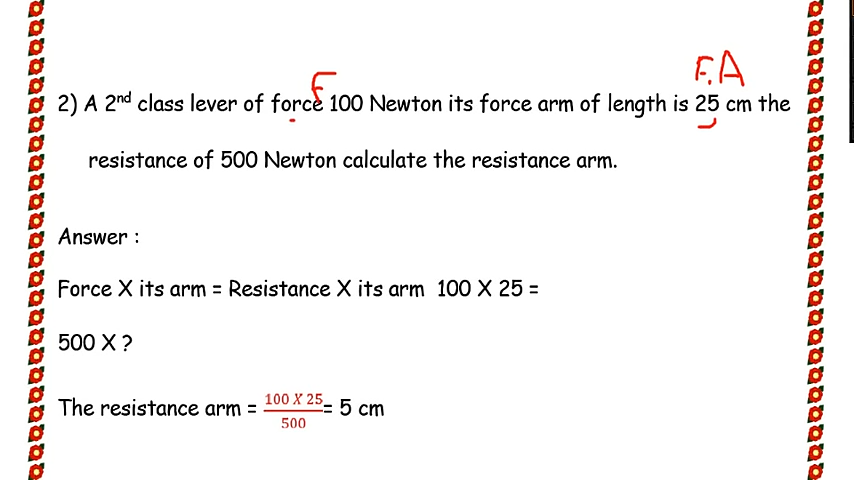 F F.A
2) A 2nd class lever of force 100 Newton its force arm of length is 25 cm the
resistance of 500 Newton calculate the resistance arm.
Answer :
Force X its arm = Resistance X its arm 100 X 25 =
500 X ?
The resistance arm = 100 X 25 / 500 = 5 cm